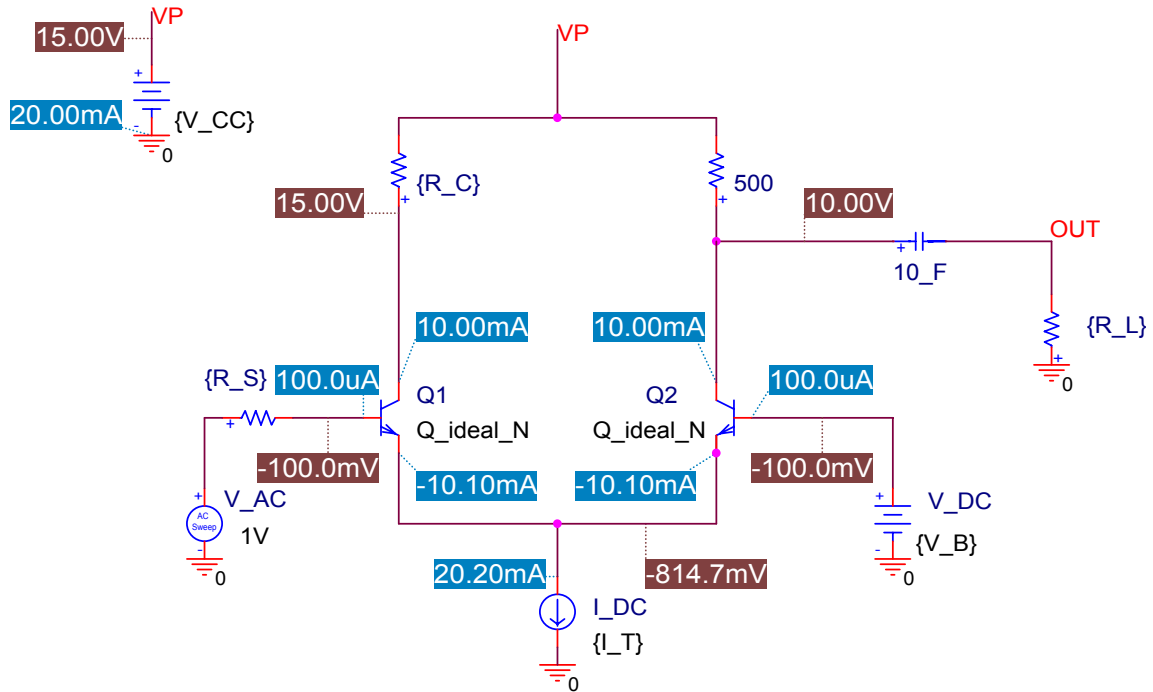 VP
15.00V
+
20.00mA
-
{V_CC}
0
VP
{R_C}
+
15.00V
500
+
10.00V
OUT
+
10_F
{R_L}
+
0
10.00mA
10.00mA
{R_S}
100.0uA
+
Q1
Q_ideal_N
Q2
Q_ideal_N
100.0uA
-100.0mV
-10.10mA
-10.10mA
-100.0mV
+
V_AC
AC
Sweep
1V
-
0
+
V_DC
{V_B}
-
0
20.20mA
-814.7mV
I_DC
{I_T}
0